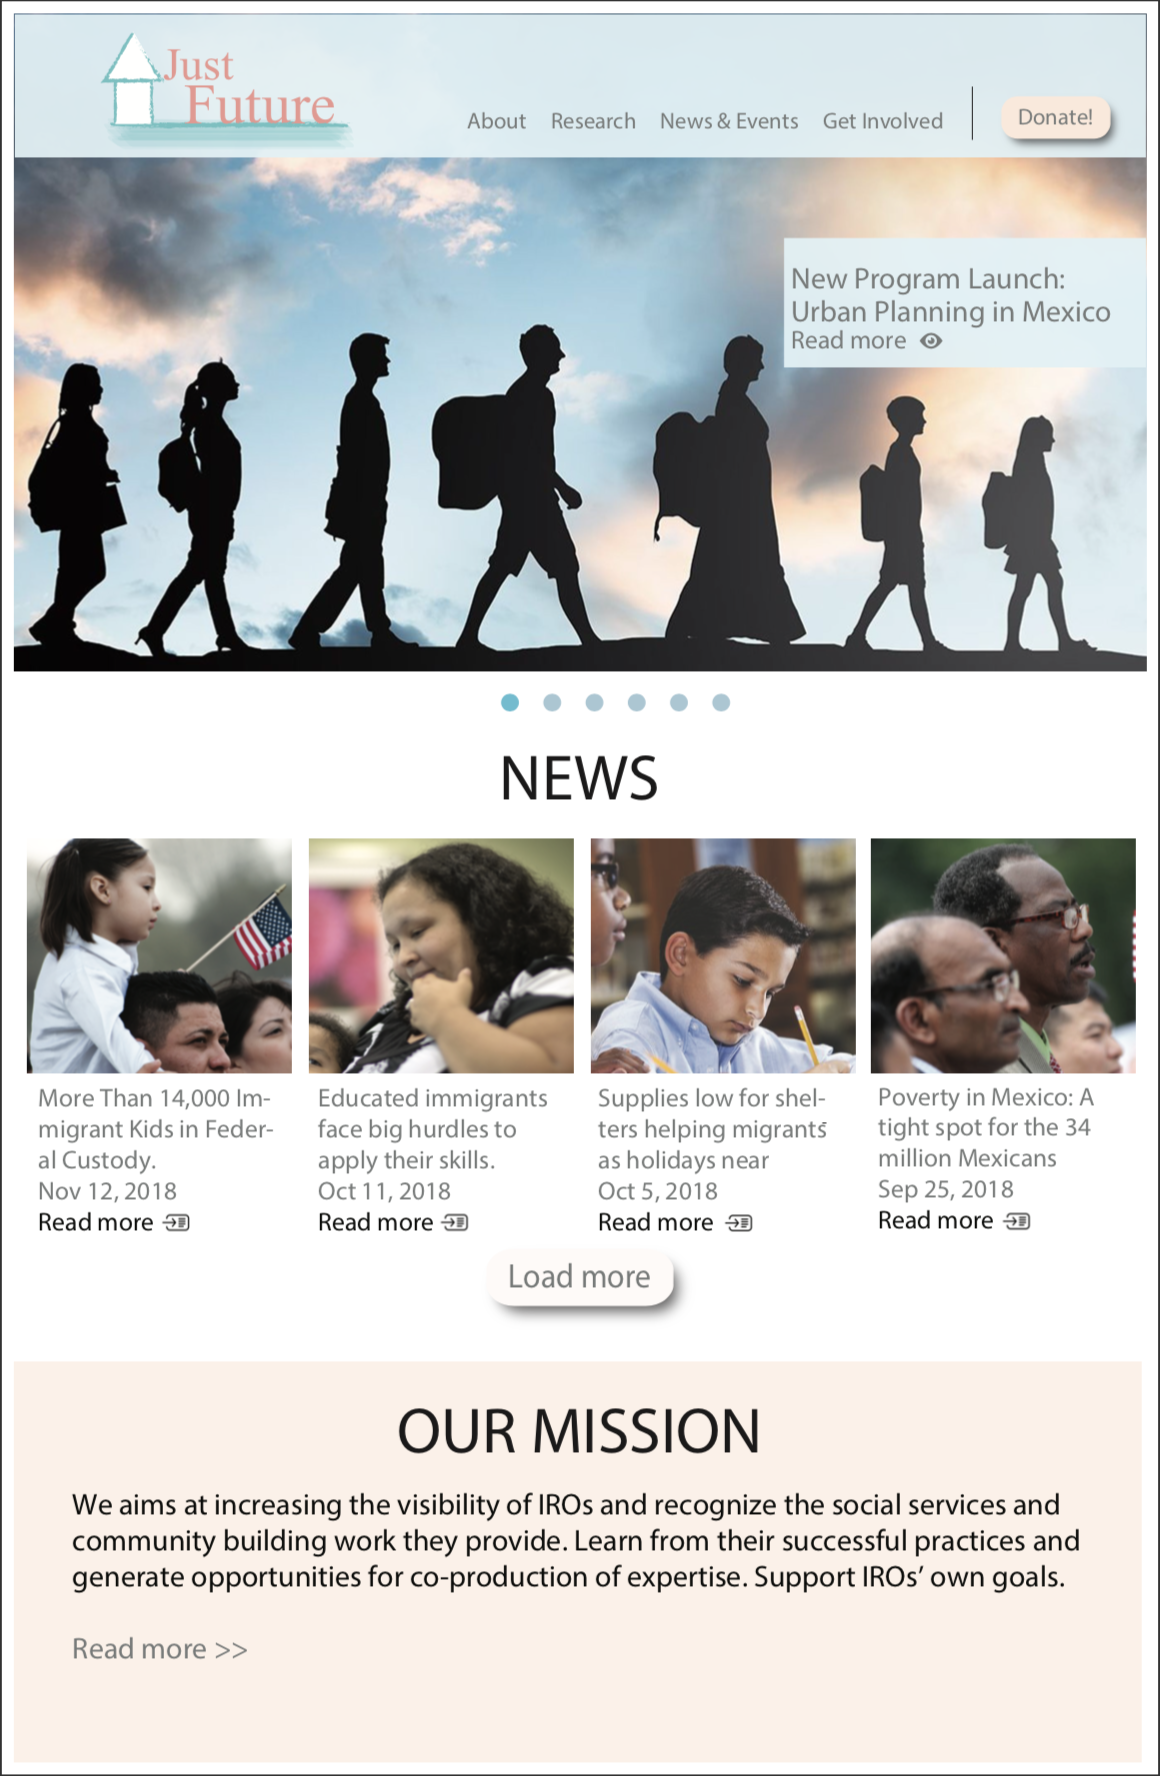 Just
Future
About Research News & Events Get Involved Donate!
New Program Launch:
Urban Planning in Mexico
Read more
NEWS
More Than 14,000 Im-
migrant Kids in Feder-
al Custody.
Nov 12, 2018
Read more
Educated immigrants
face big hurdles to
apply their skills.
Oct 11, 2018
Read more
Supplies low for shel-
ters helping migrants
as holidays near
Oct 5, 2018
Read more
Poverty in Mexico: A
tight spot for the 34
million Mexicans
Sep 25, 2018
Read more
Load more
OUR MISSION
We aims at increasing the visibility of IROs and recognize the social services and
community building work they provide. Learn from their successful practices and
generate opportunities for co-production of expertise. Support IROs’ own goals.
Read more >>